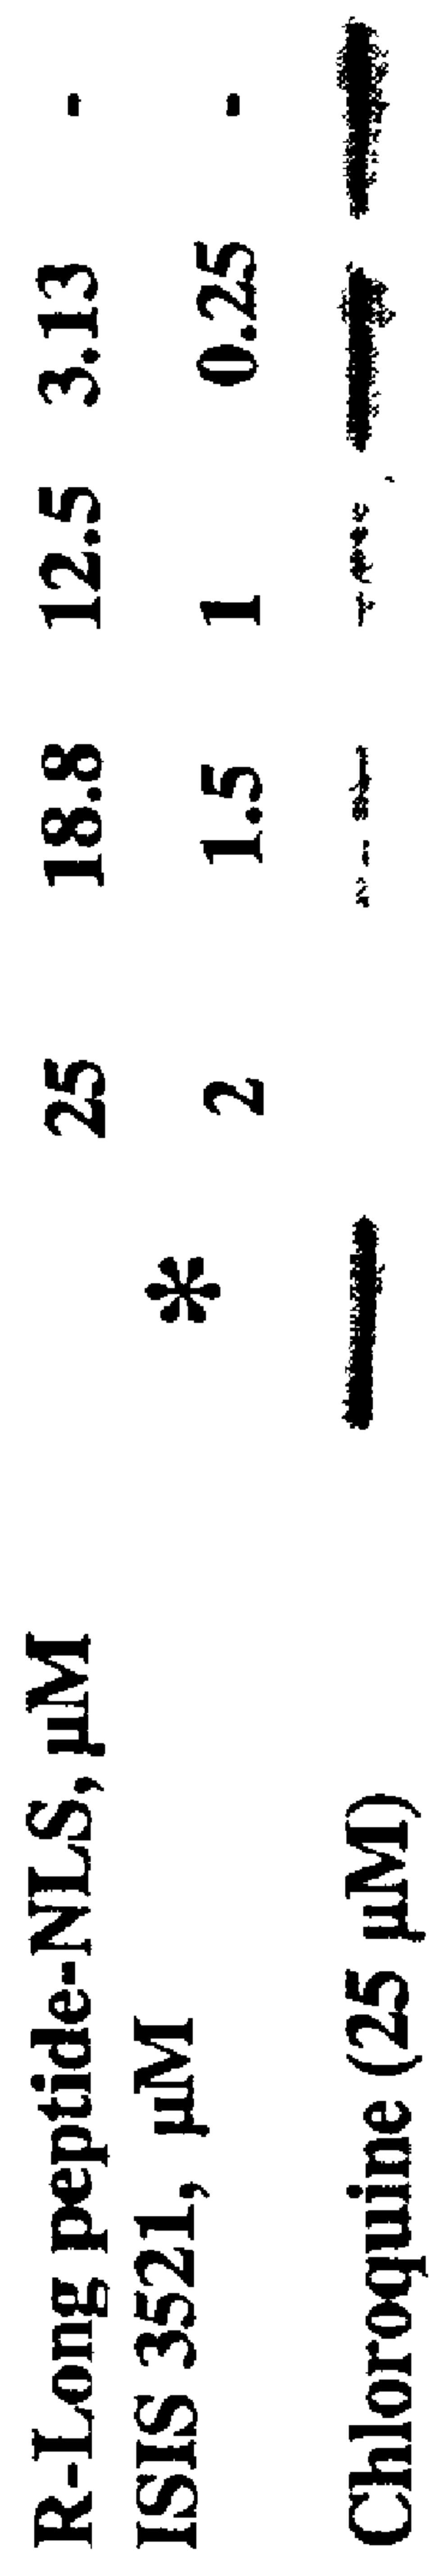 R-Long peptide-NLS, μM 25 18.8 12.5 3.13 -
*
ISIS 3521, μM 2 1.5 1 0.25 -
Chloroquine (25 μM)